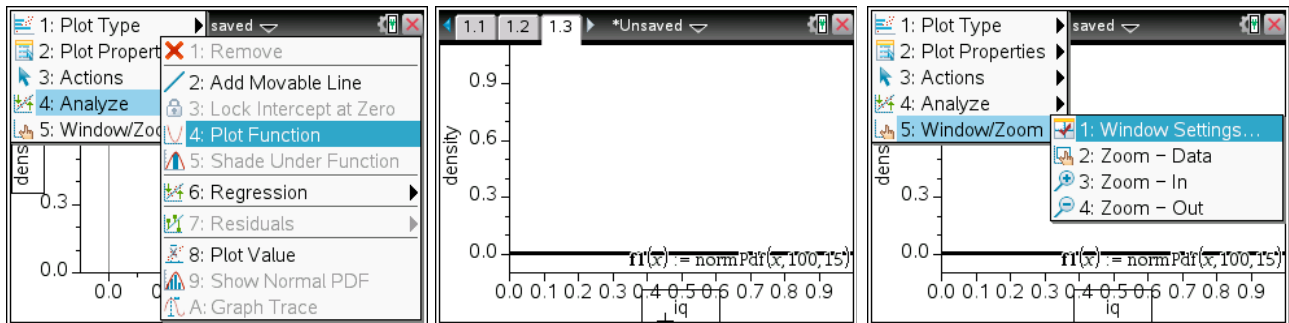 1: Plot Type
saved
2: Plot Propert
3: Actions
4: Analyze
5: Window/Zoo
1: Remove
2: Add Movable Line
3: Lock Intercept at Zero
4: Plot Function
5: Shade Under Function
6: Regression
7: Residuals
8: Plot Value
9: Show Normal PDF
A: Graph Trace
dens
0.3
0.0
0.0
1.1 1.2 1.3 *Unsaved
0.9
0.6
0.3
0.0
density
f1(x) := normPdf(x,100,15)
0.0 0.1 0.2 0.3 0.4 0.5 0.6 0.7 0.8 0.9
iq
1: Plot Type
saved
2: Plot Properties
3: Actions
4: Analyze
5: Window/Zoom
1: Window Settings...
2: Zoom – Data
3: Zoom – In
4: Zoom – Out
dens
0.3
0.0
f1(x) := normPdf(x,100,15)
0.0 0.1 0.2 0.3 0.4 0.5 0.6 0.7 0.8 0.9
iq